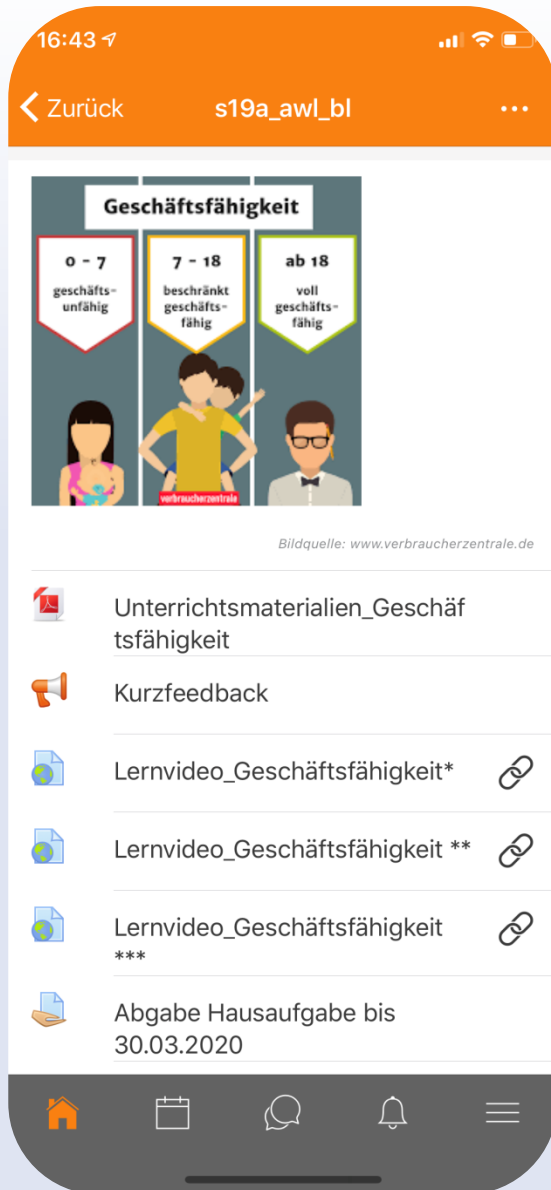 16:43
Zurück
s19a_awl_bl
Geschäftsfähigkeit
0 - 7
geschäfts-
unfähig
7 - 18
beschränkt
geschäfts-
fähig
ab 18
voll
geschäfts-
fähig
verbraucherzentrale
Bildquelle: www.verbraucherzentrale.de
Unterrichtsmaterialien_Geschäf
tsfähigkeit
Kurzfeedback
Lernvideo_Geschäftsfähigkeit*
Lernvideo_Geschäftsfähigkeit **
Lernvideo_Geschäftsfähigkeit
***
Abgabe Hausaufgabe bis
30.03.2020